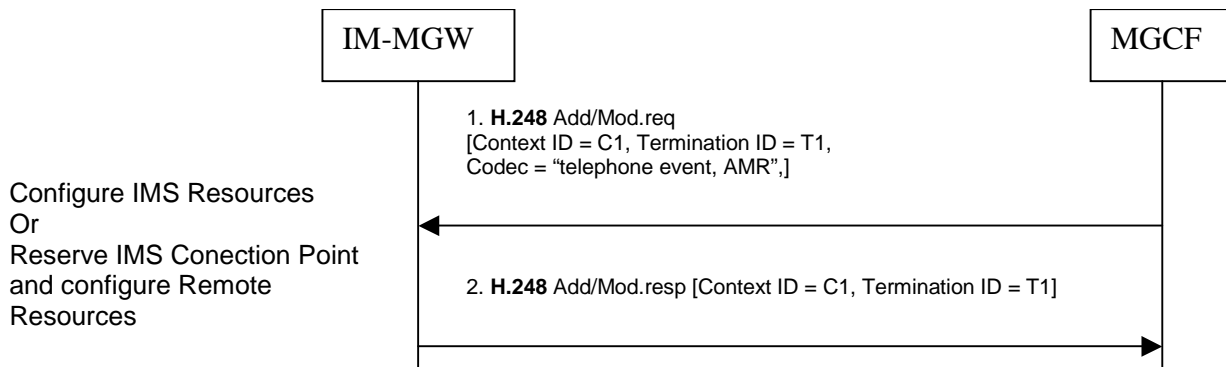 IM-MGW
MGCF
1. H.248 Add/Mod.req
[Context ID = C1, Termination ID = T1,
Codec = “telephone event, AMR”,]
Configure IMS Resources
Or
Reserve IMS Conection Point
and configure Remote
Resources
2. H.248 Add/Mod.resp [Context ID = C1, Termination ID = T1]